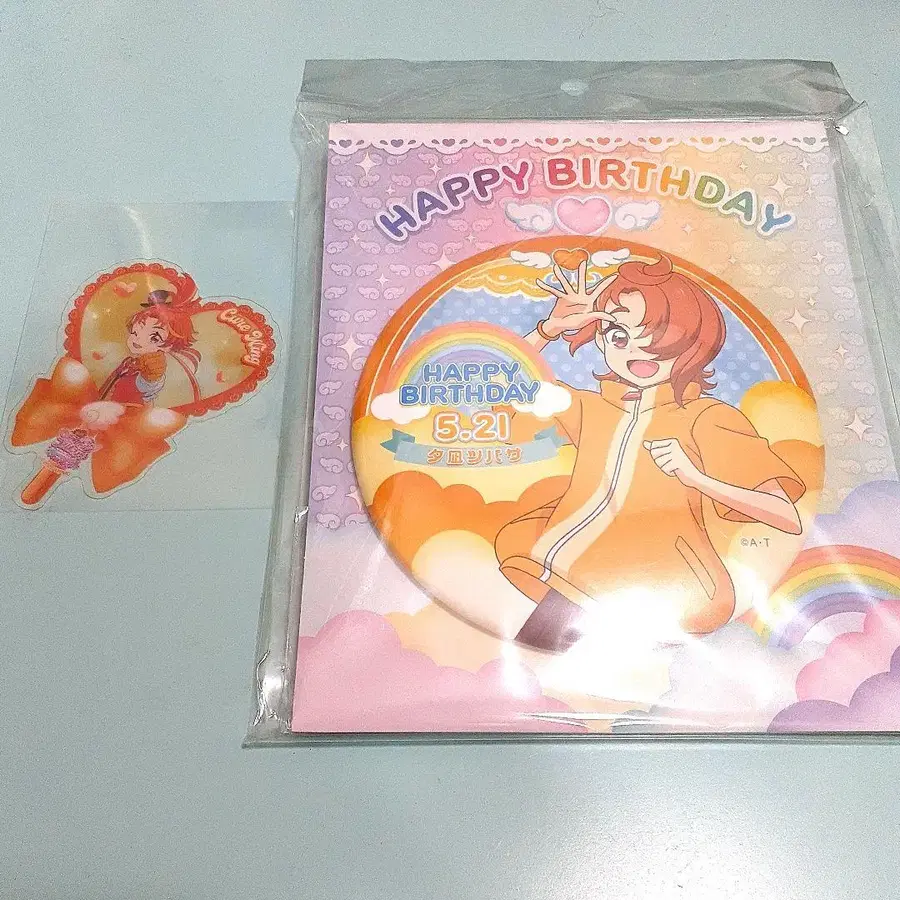 Cure Wing
HAPPY BIRTHDAY
HAPPY
BIRTHDAY
5.21
夕凪ツバサ
©A・T